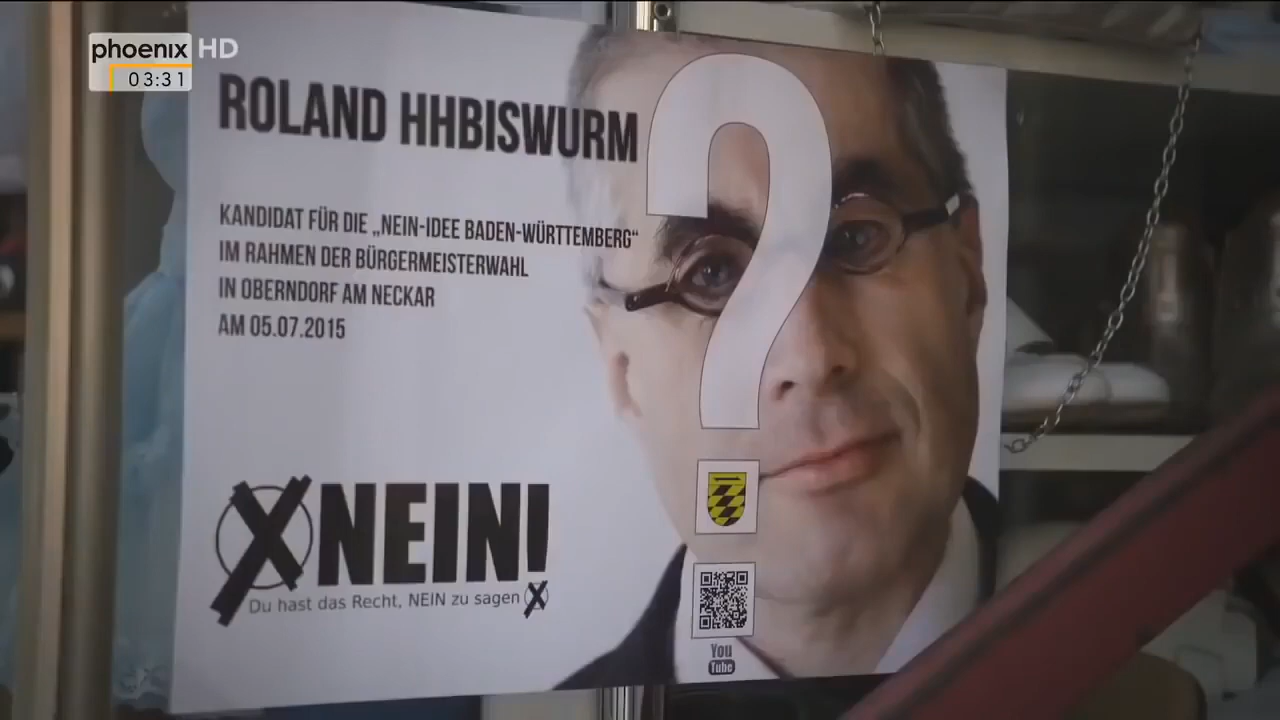 phoenix HD
03:31
ROLAND HHBISWURM
KANDIDAT FÜR DIE „NEIN-IDEE BADEN-WÜRTTEMBERG“
IM RAHMEN DER BÜRGERMEISTERWAHL
IN OBERNDORF AM NECKAR
AM 05.07.2015
?
X NEIN!
Du hast das Recht, NEIN zu sagen X
You
Tube